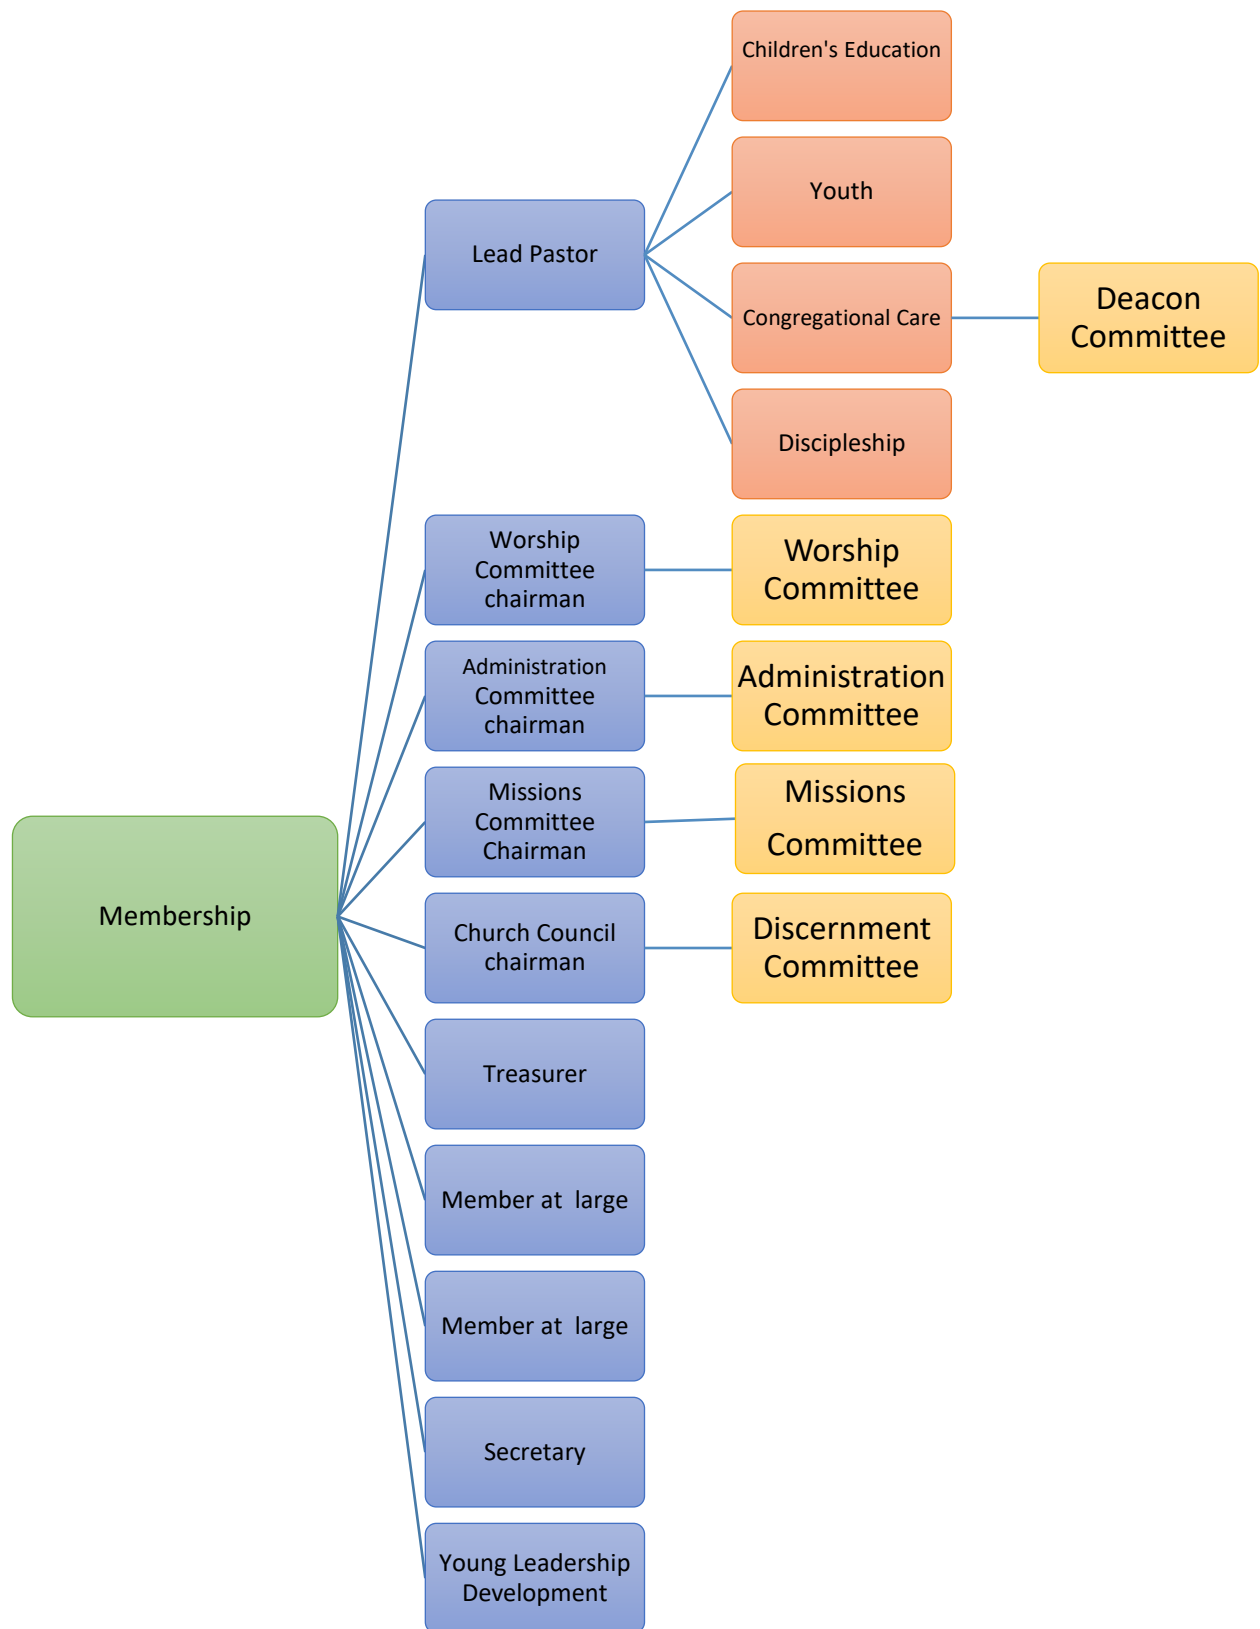 Children's Education
Youth
Lead Pastor
Congregational Care
Deacon
Committee
Discipleship
Worship
Committee
chairman
Worship
Committee
Administration
Committee
chairman
Administration
Committee
Missions
Committee
Chairman
Missions
Committee
Membership
Church Council
chairman
Discernment
Committee
Treasurer
Member at  large
Member at  large
Secretary
Young Leadership
Development